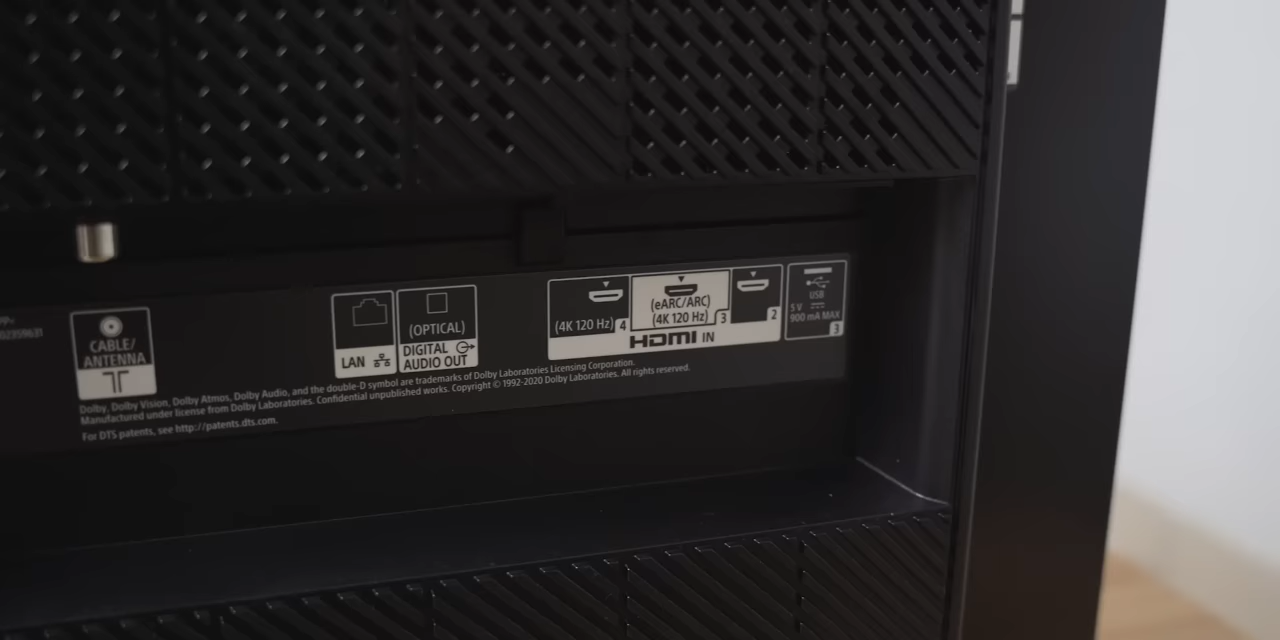 CABLE/
ANTENNA
LAN
(OPTICAL)
DIGITAL
AUDIO OUT
(4K 120 Hz) 4
(eARC/ARC)
(4K 120 Hz) 3
2
HDMI IN
USB
5 V
900 mA MAX
3
Dolby, Dolby Vision, Dolby Atmos, Dolby Audio, and the double-D symbol are trademarks of Dolby Laboratories Licensing Corporation.
Manufactured under license from Dolby Laboratories. Confidential unpublished works. Copyright © 1992-2020 Dolby Laboratories. All rights reserved.
For DTS patents, see http://patents.dts.com.